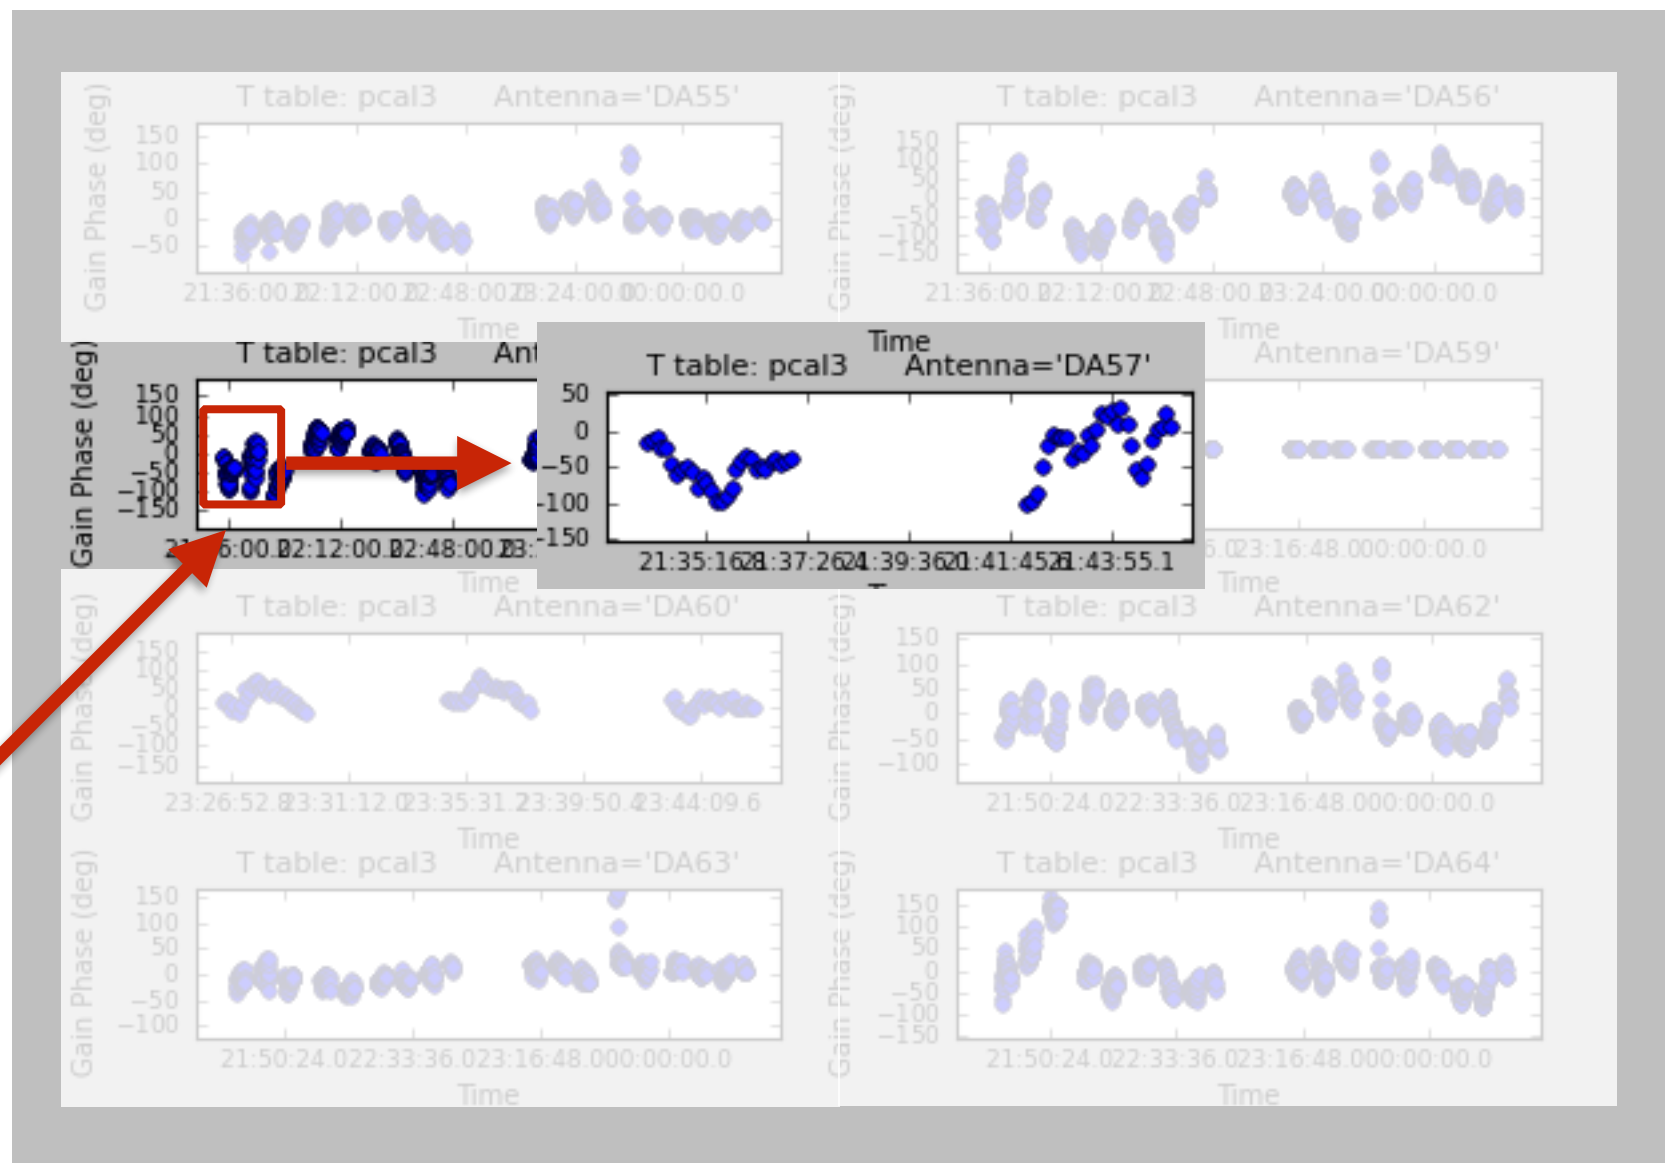 T table: pcal3 Antenna='DA55'
Gain Phase (deg)
150
100
50
0
−50
21:36:00.0 22:12:00.0 22:48:00.0 23:24:00.0 00:00:00.0
Time
T table: pcal3 Antenna='DA56'
Gain Phase (deg)
150
100
50
0
−50
−100
−150
21:36:00.0 22:12:00.0 22:48:00.0 23:24:00.0 00:00:00.0
Time
T table: pcal3
Gain Phase (deg)
150
100
50
0
−50
−100
−150
22:12:00.0 22:48:00.0
Time
Time
T table: pcal3 Antenna='DA57'
50
0
−50
−100
−150
21:35:16.8 21:37:26.4 21:39:36.0 21:41:45.6 21:43:55.1
Antenna='DA59'
23:16:48.0 00:00:00.0
Time
T table: pcal3 Antenna='DA60'
Gain Phase (deg)
150
100
50
0
−50
−100
−150
23:26:52.8 23:31:12.0 23:35:31.2 23:39:50.4 23:44:09.6
Time
T table: pcal3 Antenna='DA62'
Gain Phase (deg)
150
100
50
0
−50
−100
21:50:24.0 22:33:36.0 23:16:48.0 00:00:00.0
Time
T table: pcal3 Antenna='DA63'
Gain Phase (deg)
150
100
50
0
−50
−100
21:50:24.0 22:33:36.0 23:16:48.0 00:00:00.0
Time
T table: pcal3 Antenna='DA64'
Gain Phase (deg)
150
100
50
0
−50
−100
−150
21:50:24.0 22:33:36.0 23:16:48.0 00:00:00.0
Time